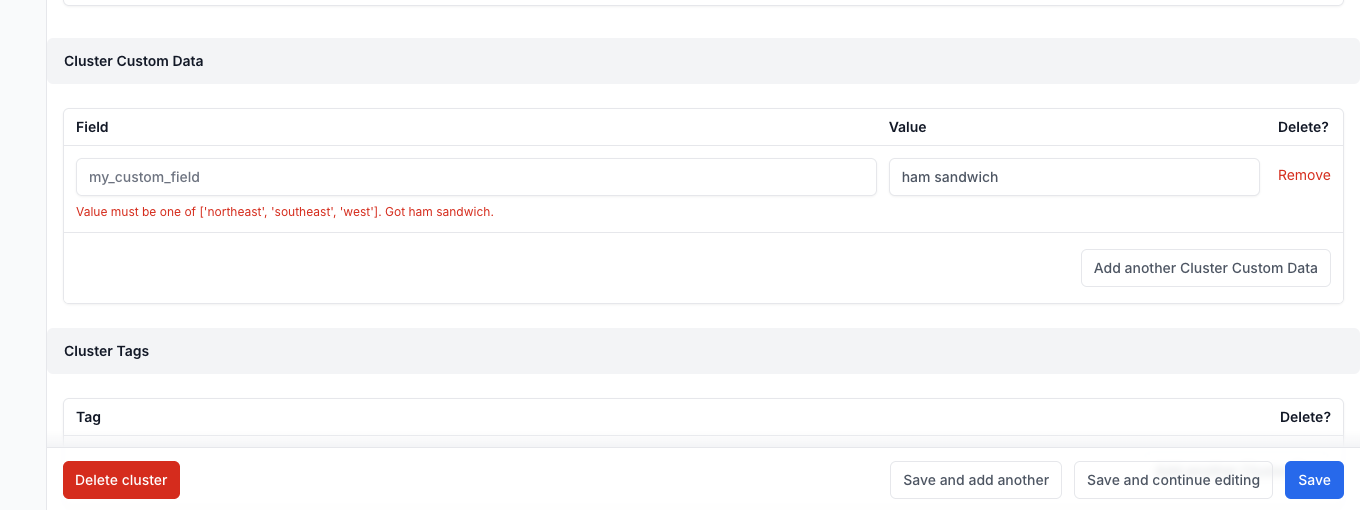 Cluster Custom Data
Field Value Delete?
my_custom_field ham sandwich Remove
Value must be one of ['northeast', 'southeast', 'west']. Got ham sandwich.
Add another Cluster Custom Data
Cluster Tags
Tag Delete?
Delete cluster Save and add another Save and continue editing Save